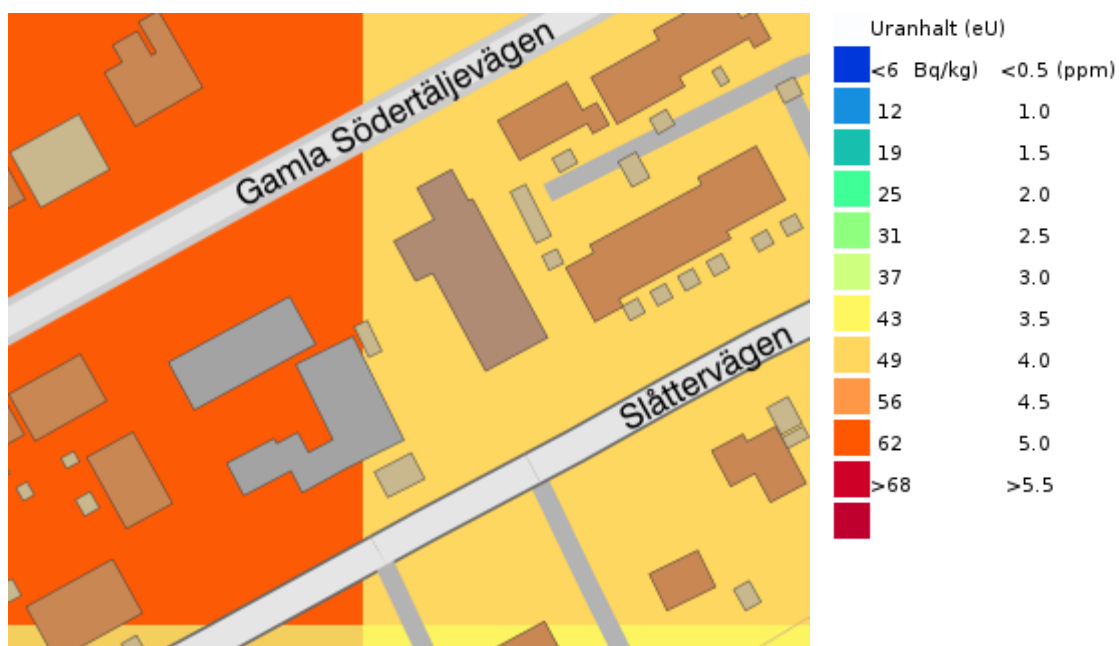 Gamla Södertäljevägen
Slåttervägen
Uranhalt (eU)
<6 Bq/kg) <0.5 (ppm)
12 1.0
19 1.5
25 2.0
31 2.5
37 3.0
43 3.5
49 4.0
56 4.5
62 5.0
>68 >5.5